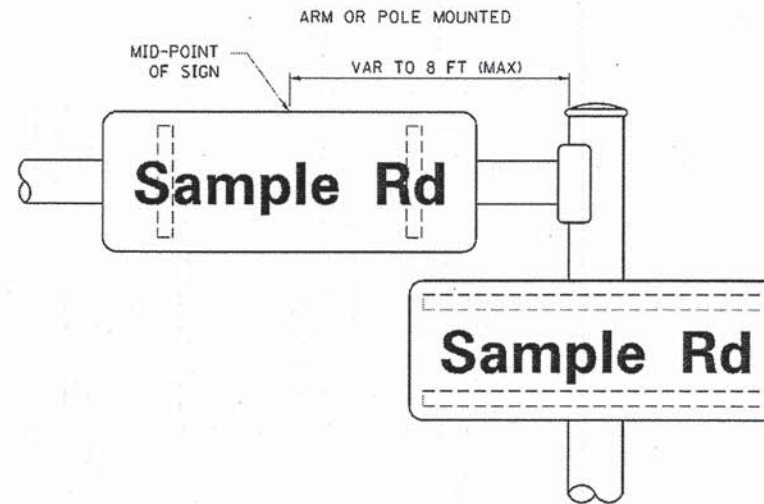 ARM OR POLE MOUNTED
MID-POINT
OF SIGN
VAR TO 8 FT (MAX)
Sample Rd
Sample Rd